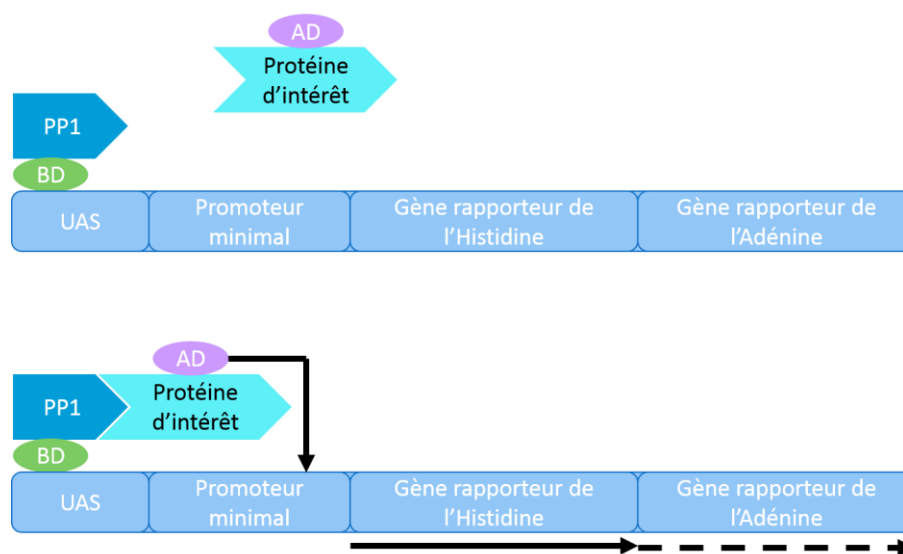 AD
Protéine
d'intérêt
PP1
BD
UAS
Promoteur
minimal
Gène rapporteur de
l'Histidine
Gène rapporteur de
l'Adénine
AD
PP1
Protéine
d'intérêt
BD
UAS
Promoteur
minimal
Gène rapporteur de
l'Histidine
Gène rapporteur de
l'Adénine